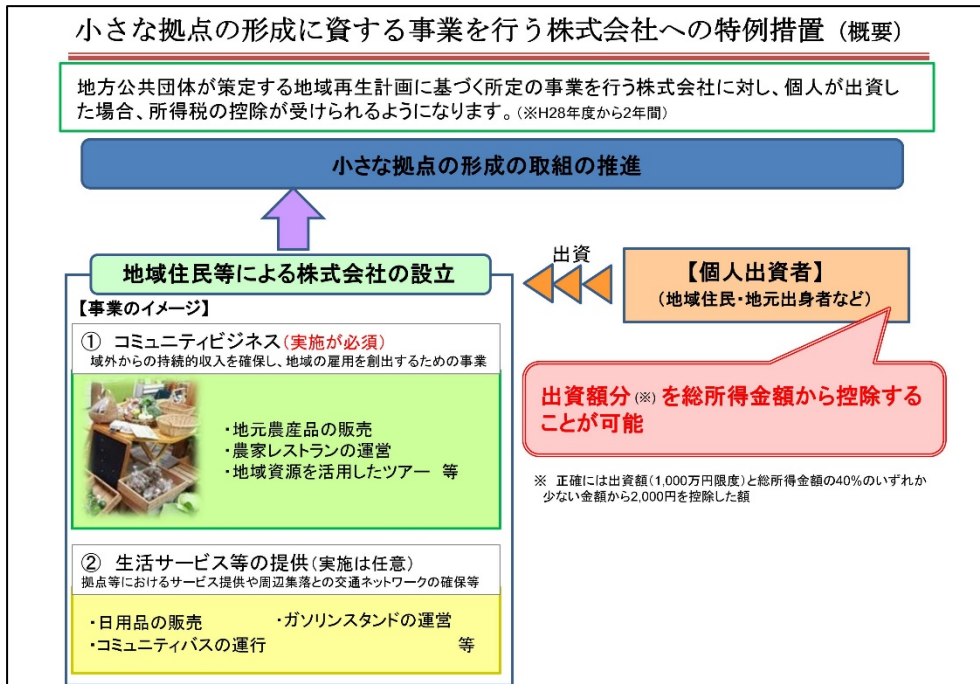 小さな拠点の形成に資する事業を行う株式会社への特例措置（概要）
地方公共団体が策定する地域再生計画に基づく所定の事業を行う株式会社に対し、個人が出資し
た場合、所得税の控除が受けられるようになります。（※H28年度から2年間）
小さな拠点の形成の取組の推進
地域住民等による株式会社の設立
出資
【個人出資者】
（地域住民・地元出身者など）
【事業のイメージ】
① コミュニティビジネス（実施が必須）
域外からの持続的収入を確保し、地域の雇用を創出するための事業
・地元農産品の販売
・農家レストランの運営
・地域資源を活用したツアー 等
出資額分（※）を総所得金額から控除する
ことが可能
※ 正確には出資額（1,000万円限度）と総所得金額の40%のいずれか
少ない金額から2,000円を控除した額
② 生活サービス等の提供（実施は任意）
拠点等におけるサービス提供や周辺集落との交通ネットワークの確保等
・日用品の販売 ・ガソリンスタンドの運営
・コミュニティバスの運行 等